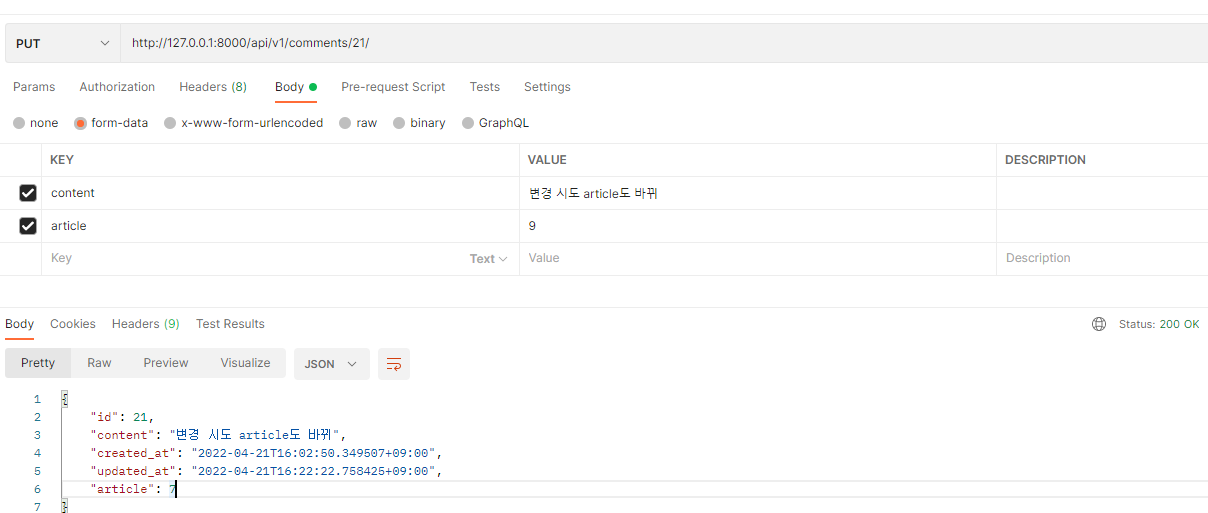 PUT http://127.0.0.1:8000/api/v1/comments/21/
Params Authorization Headers (8) Body Pre-request Script Tests Settings
none form-data x-www-form-urlencoded raw binary GraphQL
KEY VALUE DESCRIPTION
content 변경 시도 article도 바뀌
article 9
Key Text Value Description
Body Cookies Headers (9) Test Results Status: 200 OK
Pretty Raw Preview Visualize JSON
1 {
2 "id": 21,
3 "content": "변경 시도 article도 바뀌",
4 "created_at": "2022-04-21T16:02:50.349507+09:00",
5 "updated_at": "2022-04-21T16:22:22.758425+09:00",
6 "article": 7
7 }